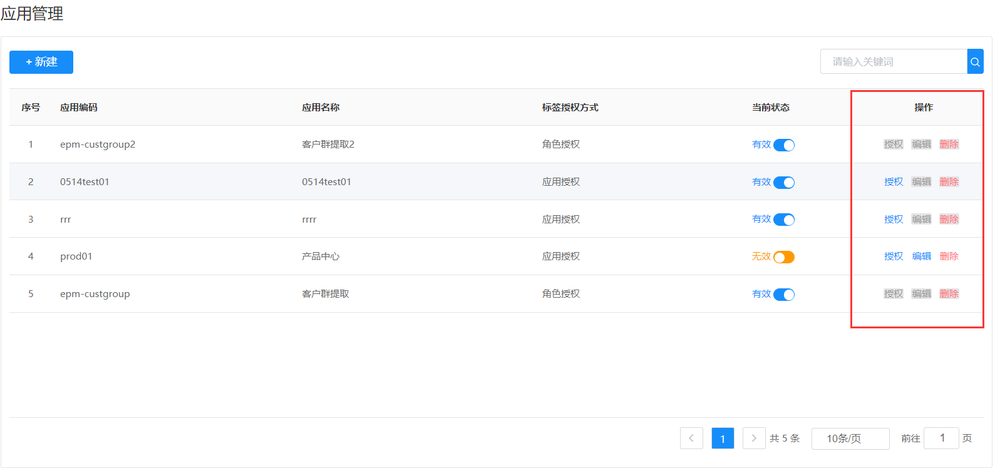 应用管理
+ 新建
请输入关键词
序号 应用编码 应用名称 标签授权方式 当前状态 操作
1 epm-custgroup2 客户群提取2 角色授权 有效 授权 编辑 删除
2 0514test01 0514test01 应用授权 有效 授权 编辑 删除
3 rrr rrrr 应用授权 有效 授权 编辑 删除
4 prod01 产品中心 应用授权 无效 授权 编辑 删除
5 epm-custgroup 客户群提取 角色授权 有效 授权 编辑 删除
1 共 5 条 10条/页 前往 1 页